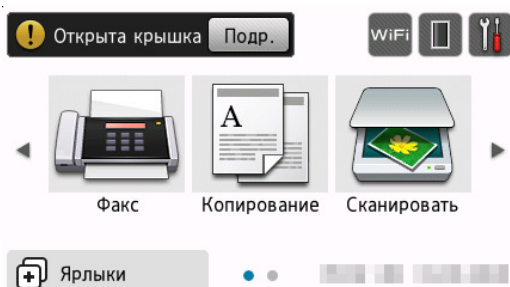 Открыта крышка Подр. WiFi
A
Факс Копирование Сканировать
Ярлыки